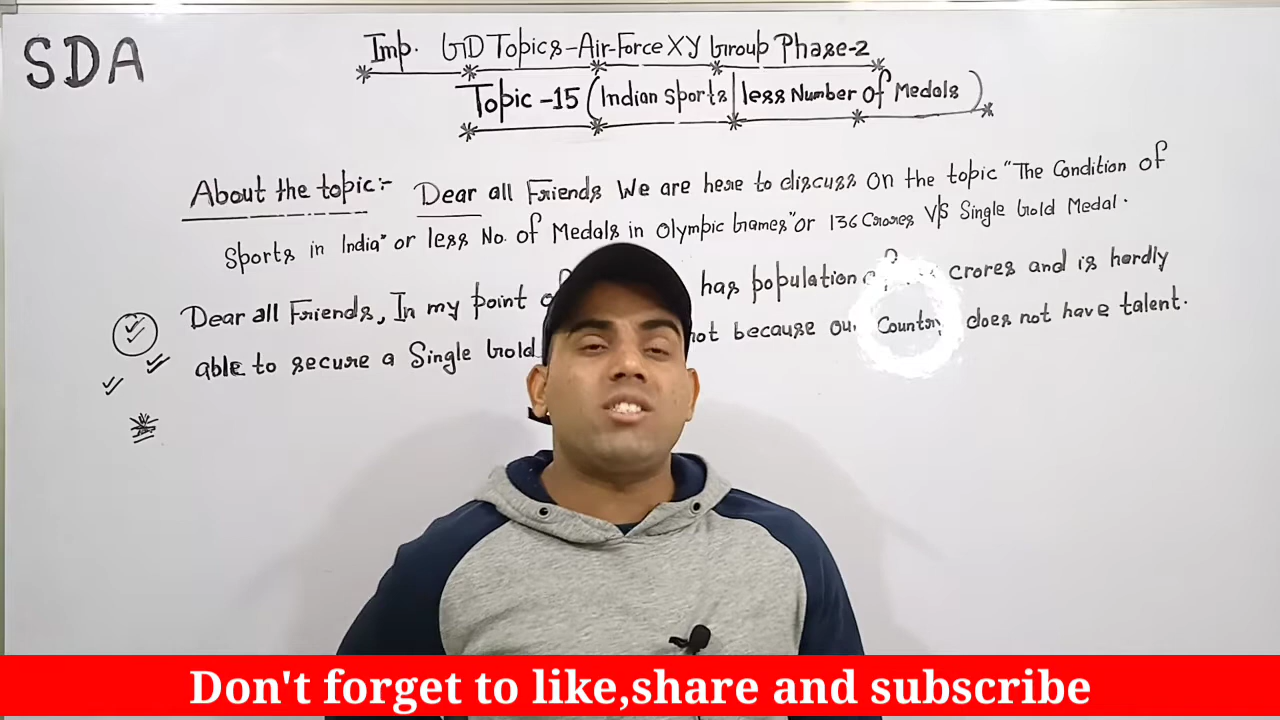 SDA
Imp. GD Topics-Air-Force XY Group Phase-2
Topic-15 (Indian Sports | less Number of Medals)
About the topic:- Dear all Friends We are here to discuss on the topic "The Condition of
Sports in India" or less No. of Medals in Olympic Games" or 136 Crores V/s Single Gold Medal.
Dear all Friends, In my point has population crores and is hardly
able to secure a Single Gold not because our Country does not have talent.
Don't forget to like,share and subscribe